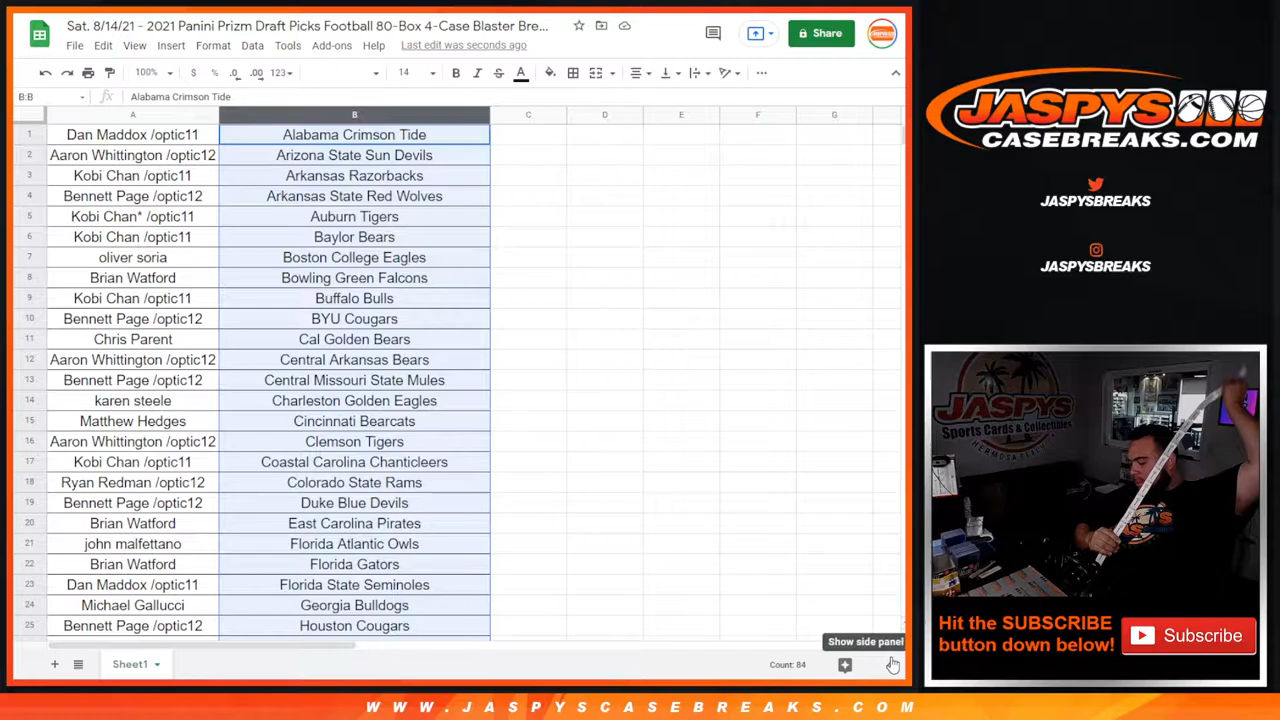 Sat. 8/14/21 - 2021 Panini Prizm Draft Picks Football 80-Box 4-Case Blaster Bre...
File Edit View Insert Format Data Tools Add-ons Help Last edit was seconds ago
Share
100% $ % .0 .00 123 14 B I S A
B:B fx Alabama Crimson Tide
A B C D E F G
1 Dan Maddox /optic11 Alabama Crimson Tide
2 Aaron Whittington /optic12 Arizona State Sun Devils
3 Kobi Chan /optic11 Arkansas Razorbacks
4 Bennett Page /optic12 Arkansas State Red Wolves
5 Kobi Chan* /optic11 Auburn Tigers
6 Kobi Chan /optic11 Baylor Bears
7 oliver soria Boston College Eagles
8 Brian Watford Bowling Green Falcons
9 Kobi Chan /optic11 Buffalo Bulls
10 Bennett Page /optic12 BYU Cougars
11 Chris Parent Cal Golden Bears
12 Aaron Whittington /optic12 Central Arkansas Bears
13 Bennett Page /optic12 Central Missouri State Mules
14 karen steele Charleston Golden Eagles
15 Matthew Hedges Cincinnati Bearcats
16 Aaron Whittington /optic12 Clemson Tigers
17 Kobi Chan /optic11 Coastal Carolina Chanticleers
18 Ryan Redman /optic12 Colorado State Rams
19 Bennett Page /optic12 Duke Blue Devils
20 Brian Watford East Carolina Pirates
21 john malfettano Florida Atlantic Owls
22 Brian Watford Florida Gators
23 Dan Maddox /optic11 Florida State Seminoles
24 Michael Gallucci Georgia Bulldogs
25 Bennett Page /optic12 Houston Cougars
Show side panel
Sheet1
Count: 84
JASPYS
CASEBREAKS.COM
JASPYSBREAKS
JASPYSBREAKS
JASPYS
Sports Cards & Collectibles
HERMOSA BEACH
Hit the SUBSCRIBE
button down below!
Subscribe
WWW.JASPYSCASEBREAKS.COM